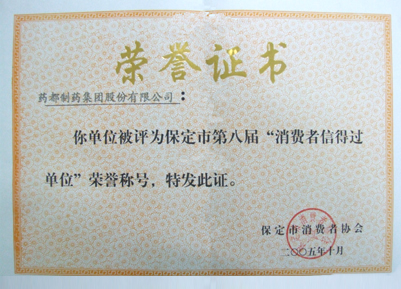 荣誉证书
药都制药集团股份有限公司：
你单位被评为保定市第八届“消费者信得过
单位”荣誉称号，特发此证。
保定市消费者协会
二〇〇五年十月